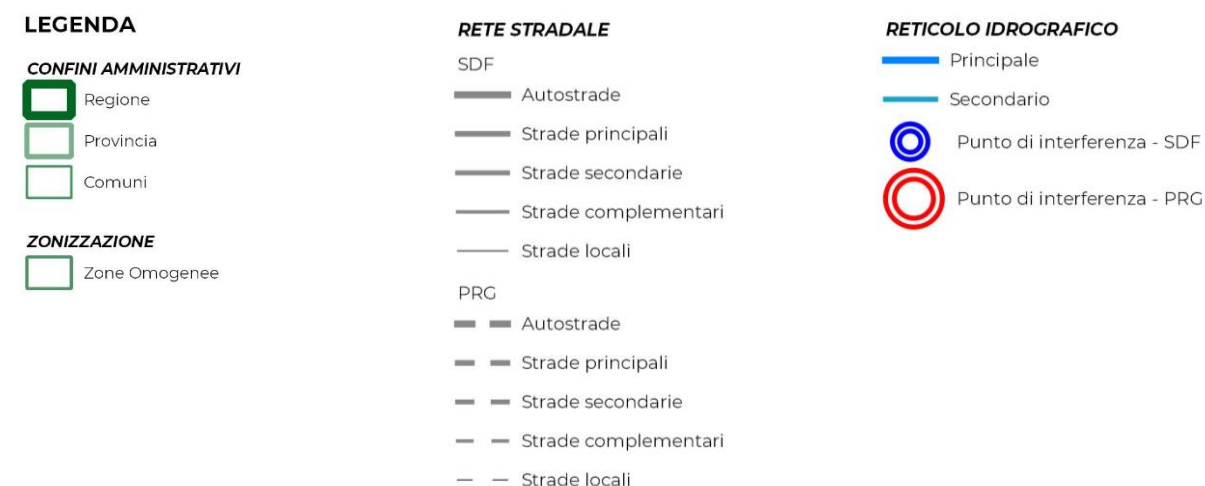 LEGENDA
CONFINI AMMINISTRATIVI
Regione
Provincia
Comuni
ZONIZZAZIONE
Zone Omogenee
RETE STRADALE
SDF
Autostrade
Strade principali
Strade secondarie
Strade complementari
Strade locali
PRG
Autostrade
Strade principali
Strade secondarie
Strade complementari
Strade locali
RETICOLO IDROGRAFICO
Principale
Secondario
Punto di interferenza - SDF
Punto di interferenza - PRG